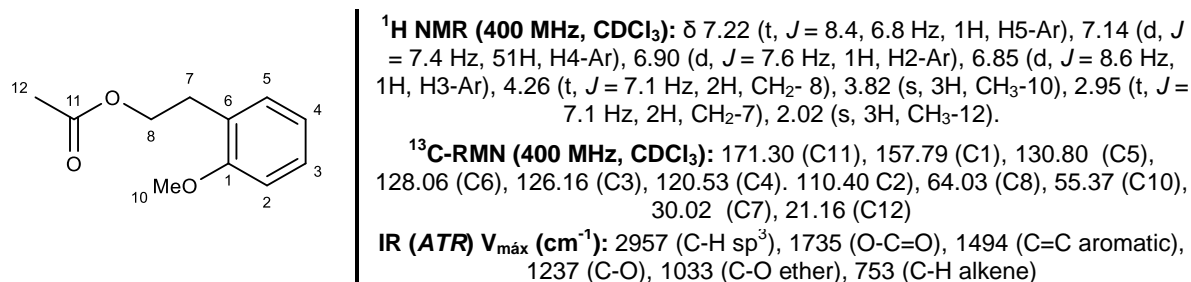 12
11
O
O
8
7
6
5
4
3
2
1
MeO
10
¹H NMR (400 MHz, CDCl₃): δ 7.22 (t, J = 8.4, 6.8 Hz, 1H, H5-Ar), 7.14 (d, J
= 7.4 Hz, 51H, H4-Ar), 6.90 (d, J = 7.6 Hz, 1H, H2-Ar), 6.85 (d, J = 8.6 Hz,
1H, H3-Ar), 4.26 (t, J = 7.1 Hz, 2H, CH₂- 8), 3.82 (s, 3H, CH₃-10), 2.95 (t, J =
7.1 Hz, 2H, CH₂-7), 2.02 (s, 3H, CH₃-12).
¹³C-RMN (400 MHz, CDCl₃): 171.30 (C11), 157.79 (C1), 130.80 (C5),
128.06 (C6), 126.16 (C3), 120.53 (C4). 110.40 C2), 64.03 (C8), 55.37 (C10),
30.02 (C7), 21.16 (C12)
IR (ATR) Vmáx (cm⁻¹): 2957 (C-H sp³), 1735 (O-C=O), 1494 (C=C aromatic),
1237 (C-O), 1033 (C-O ether), 753 (C-H alkene)